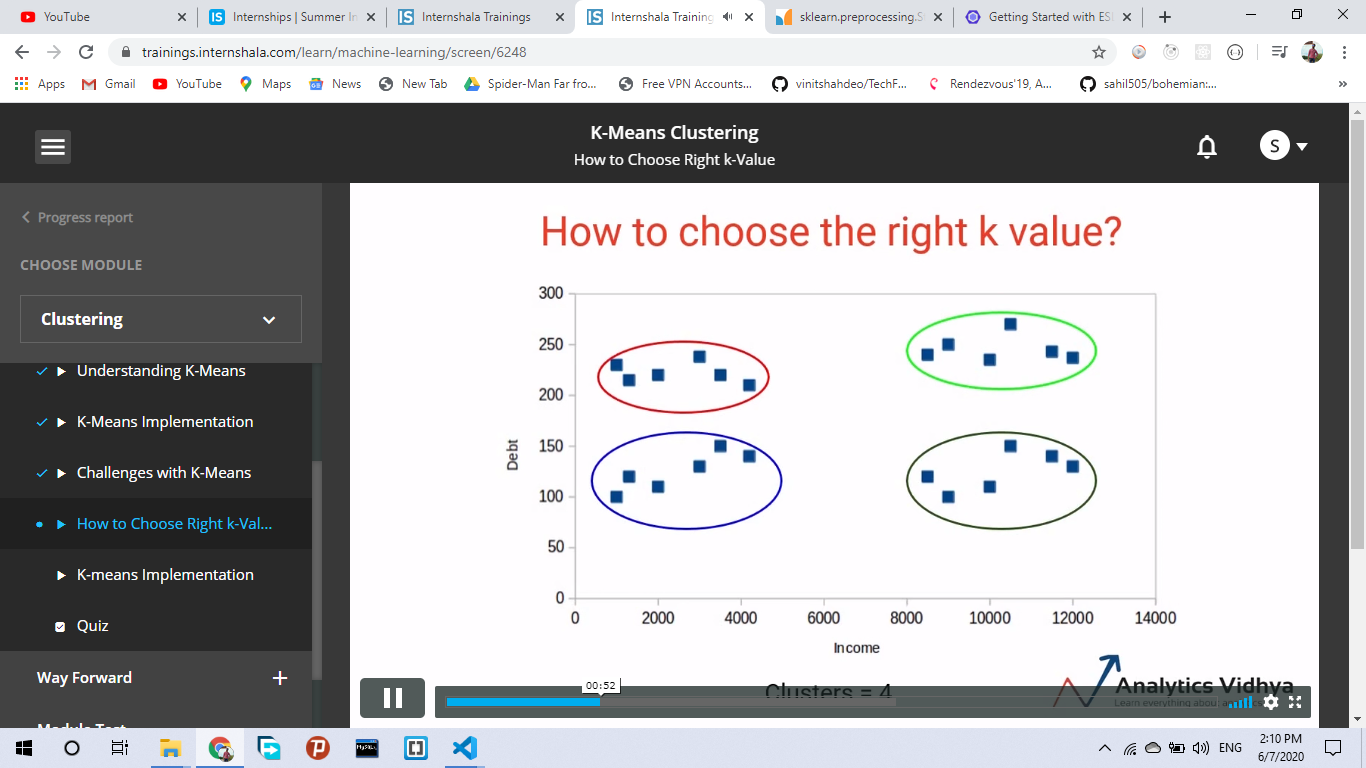 YouTube
Internships | Summer In
Internshala Trainings
Internshala Training
sklearn.preprocessing.S
Getting Started with ES
trainings.internshala.com/learn/machine-learning/screen/6248
Apps
Gmail
YouTube
Maps
News
New Tab
Spider-Man Far fro...
Free VPN Accounts...
vinitshahdeo/TechF...
Rendezvous'19, A...
sahil505/bohemian:...
K-Means Clustering
How to Choose Right k-Value
S
Progress report
CHOOSE MODULE
Clustering
Understanding K-Means
K-Means Implementation
Challenges with K-Means
How to Choose Right k-Val...
K-means Implementation
Quiz
Way Forward
Module Test
How to choose the right k value?
300
250
200
150
100
50
0
Debt
0 2000 4000 6000 8000 10000 12000 14000
Income
Clusters = 4
00:52
Analytics Vidhya
Learn everything about
ENG
2:10 PM
6/7/2020